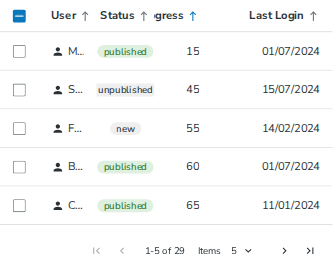 User Status gress Last Login
M... published 15 01/07/2024
S... unpublished 45 15/07/2024
F... new 55 14/02/2024
B... published 60 01/07/2024
C... published 65 11/01/2024
1-5 of 29 Items 5